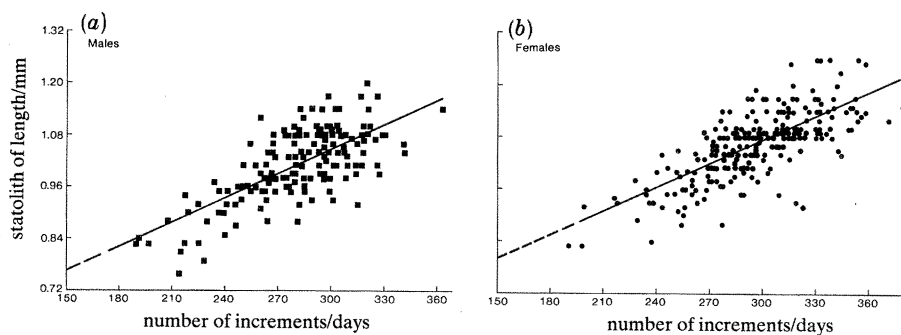 (a)
Males
1.32
1.20
1.08
0.96
0.84
0.72
statolith of length/mm
150 180 210 240 270 300 330 360
number of increments/days
(b)
Females
150 180 210 240 270 300 330 360
number of increments/days